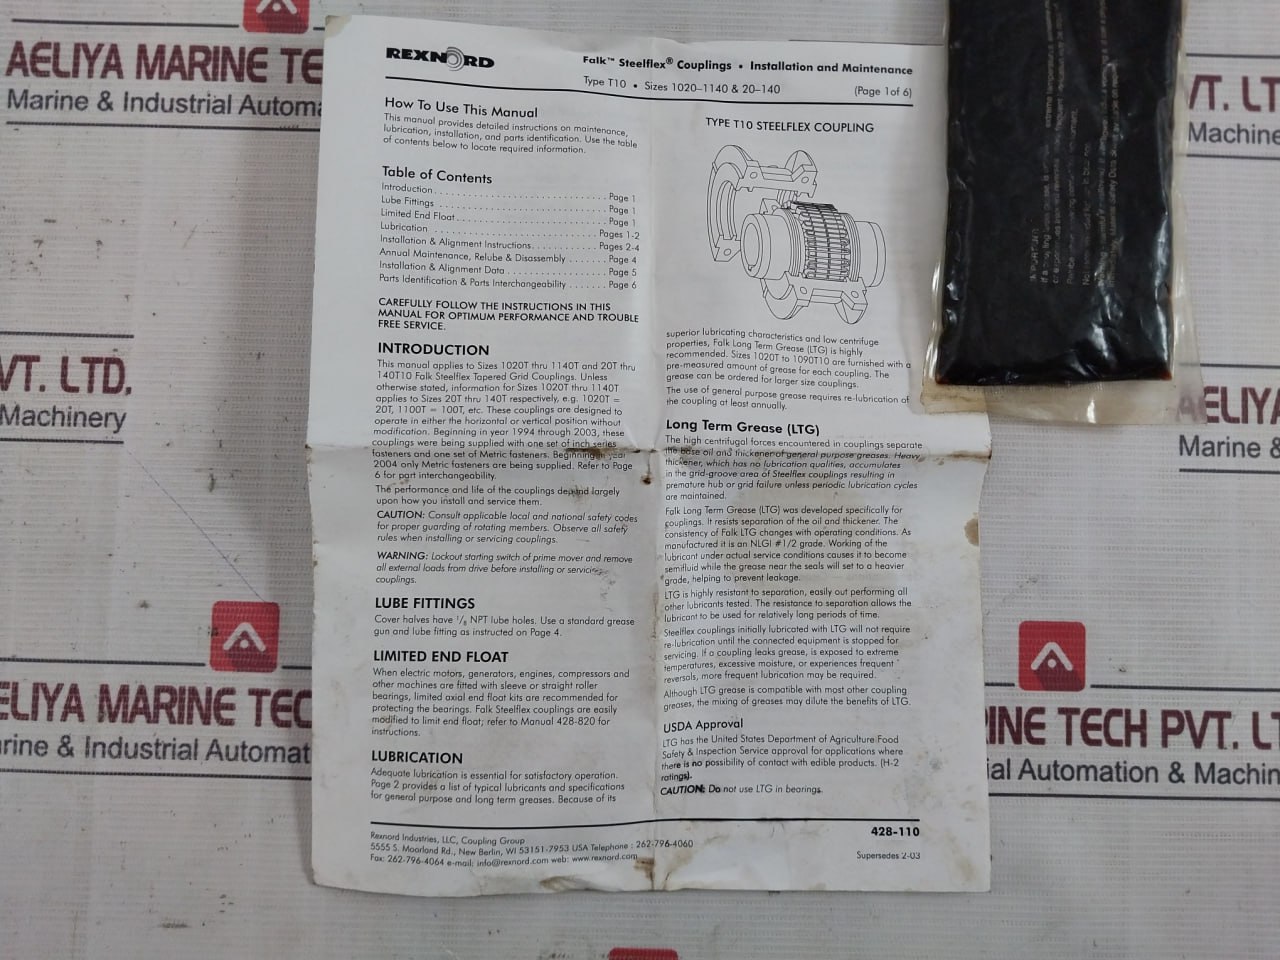 REXNORD
Falk™ Steelflex® Couplings • Installation and Maintenance
Type T10 • Sizes 1020–1140 & 20–140
(Page 1of 6)
How To Use This Manual
This manual provides detailed instructions on maintenance,
lubrication, installation, and parts identification. Use the table
of contents below to locate required information.
Table of Contents
Introduction . . . . . . . . . . . . . . . . . . . . . . . . . . . . . . . . . Page 1
Lube Fittings . . . . . . . . . . . . . . . . . . . . . . . . . . . . . . . . Page 1
Limited End Float . . . . . . . . . . . . . . . . . . . . . . . . . . . . Page 1
Lubrication . . . . . . . . . . . . . . . . . . . . . . . . . . . . . . . Pages 1-2
Installation & Alignment Instructions. . . . . . . . . . . . Pages 2-4
Annual Maintenance, Relube & Disassembly . . . . . . . Page 4
Installation & Alignment Data . . . . . . . . . . . . . . . . . . Page 5
Parts Identification & Parts Interchangeability . . . . . . . Page 6
CAREFULLY FOLLOW THE INSTRUCTIONS IN THIS
MANUAL FOR OPTIMUM PERFORMANCE AND TROUBLE
FREE SERVICE.
INTRODUCTION
This manual applies to Sizes 1020T thru 1140T and 20T thru
140T10 Falk Steelflex Tapered Grid Couplings. Unless
otherwise stated, information for Sizes 1020T thru 1140T
applies to Sizes 20T thru 140T respectively, e.g. 1020T =
20T, 1100T = 100T, etc. These couplings are designed to
operate in either the horizontal or vertical position without
modification. Beginning in year 1994 through 2003, these
couplings were being supplied with one set of inch series
fasteners and one set of Metric fasteners. Beginning in year
2004 only Metric fasteners are being supplied. Refer to Page
6 for part interchangeability.
The performance and life of the couplings depend largely
upon how you install and service them.
CAUTION: Consult applicable local and national safety codes
for proper guarding of rotating members. Observe all safety
rules when installing or servicing couplings.
WARNING: Lockout starting switch of prime mover and remove
all external loads from drive before installing or servicing
couplings.
LUBE FITTINGS
Cover halves have 1/8 NPT lube holes. Use a standard grease
gun and lube fitting as instructed on Page 4.
LIMITED END FLOAT
When electric motors, generators, engines, compressors and
other machines are fitted with sleeve or straight roller
bearings, limited axial end float kits are recommended for
protecting the bearings. Falk Steelflex couplings are easily
modified to limit end float; refer to Manual 428-820 for
instructions.
LUBRICATION
Adequate lubrication is essential for satisfactory operation.
Page 2 provides a list of typical lubricants and specifications
for general purpose and long term greases. Because of its
TYPE T10 STEELFLEX COUPLING
superior lubricating characteristics and low centrifuge
properties, Falk Long Term Grease (LTG) is highly
recommended. Sizes 1020T to 1090T10 are furnished with a
pre-measured amount of grease for each coupling. The
grease can be ordered for larger size couplings.
The use of general purpose grease requires re-lubrication of
the coupling at least annually.
Long Term Grease (LTG)
The high centrifugal forces encountered in couplings separate
the base oil and thickener of general purpose greases. Heavy
thickener, which has no lubrication qualities, accumulates
in the grid-groove area of Steelflex couplings resulting in
premature hub or grid failure unless periodic lubrication cycles
are maintained.
Falk Long Term Grease (LTG) was developed specifically for
couplings. It resists separation of the oil and thickener. The
consistency of Falk LTG changes with operating conditions. As
manufactured it is an NLGI #1/2 grade. Working of the
lubricant under actual service conditions causes it to become
semifluid while the grease near the seals will set to a heavier
grade, helping to prevent leakage.
LTG is highly resistant to separation, easily out performing all
other lubricants tested. The resistance to separation allows the
lubricant to be used for relatively long periods of time.
Steelflex couplings initially lubricated with LTG will not require
re-lubrication until the connected equipment is stopped for
servicing. If a coupling leaks grease, is exposed to extreme
temperatures, excessive moisture, or experiences frequent
reversals, more frequent lubrication may be required.
Although LTG grease is compatible with most other coupling
greases, the mixing of greases may dilute the benefits of LTG.
USDA Approval
LTG has the United States Department of Agriculture Food
Safety & Inspection Service approval for applications where
there is no possibility of contact with edible products. (H-2
ratings).
CAUTION: Do not use LTG in bearings.
Rexnord Industries, LLC, Coupling Group
5555 S. Moorland Rd., New Berlin, WI 53151-7953 USA Telephone : 262-796-4060
Fax: 262-796-4064 e-mail: info@rexnord.com web: www.rexnord.com
428-110
Supersedes 2-03
AELIYA MARINE TE
Marine & Industrial Automa
VT. LTD,
Machinery
AELIYA MARINE TEC
arine & Industrial Automat
VT. LT
Machiner
ELIYA
Marine &
RINE TECH PVT. LT
ial Automation & Machin